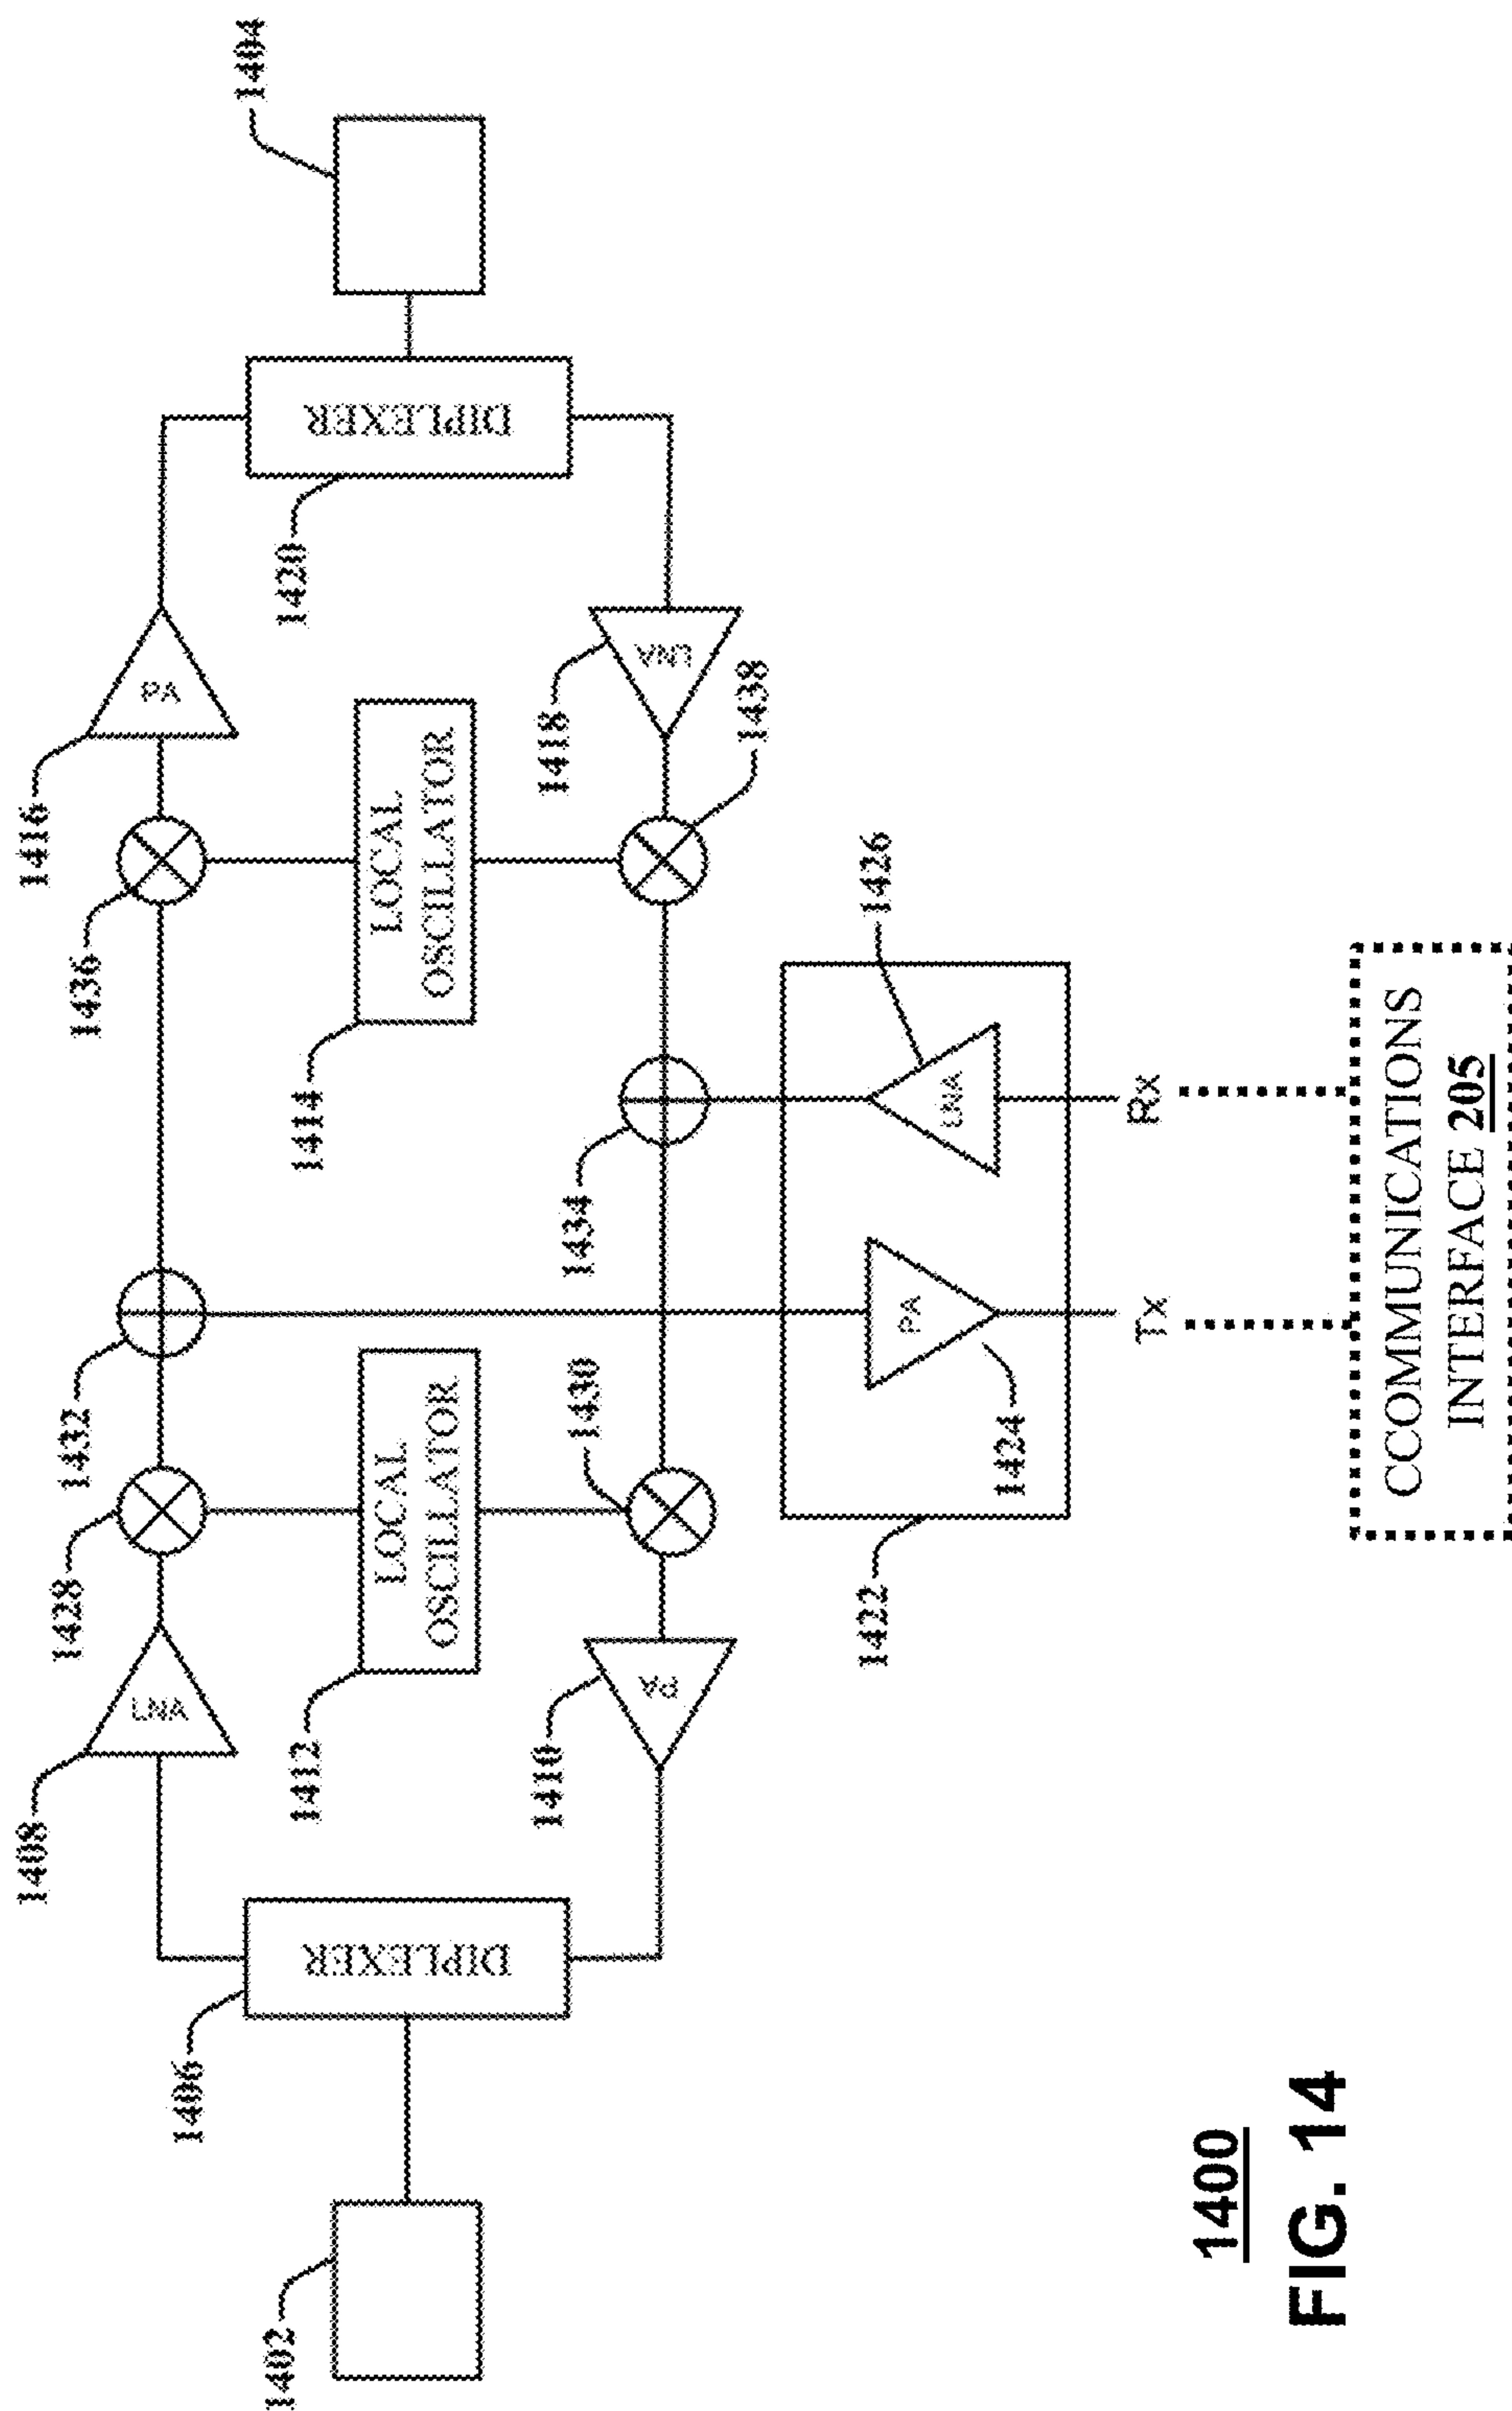 1416
1436
1432
1428
1408
PA
LNA
1404
1420
DIPLEXER
1414
LOCAL
OSCILLATOR
1412
LOCAL
OSCILLATOR
1406
DIPLEXER
1402
1418
LNA
1438
1434
1430
1410
PA
1426
LNA
1424
PA
1422
Rx
Tx
CCOMMUNICATIONS
INTERFACE 205
1400
FIG. 14